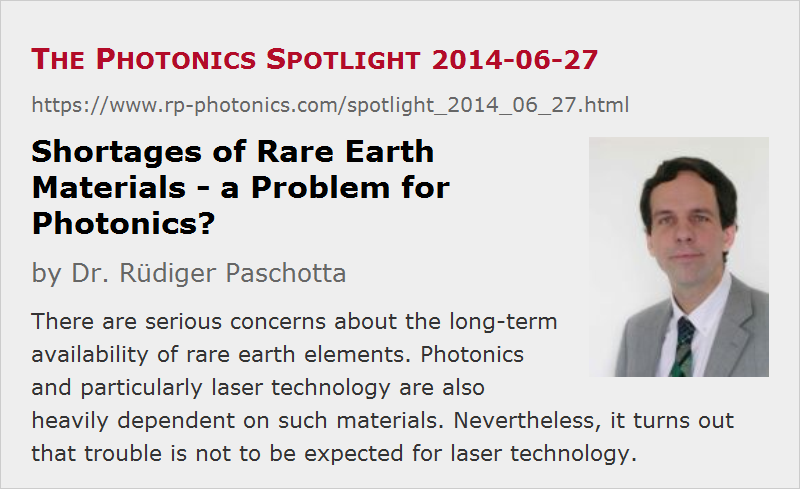 The Photonics Spotlight 2014-06-27
https://www.rp-photonics.com/spotlight_2014_06_27.html
Shortages of Rare Earth
Materials - a Problem for
Photonics?
by Dr. Rüdiger Paschotta
There are serious concerns about the long-term
availability of rare earth elements. Photonics
and particularly laser technology are also
heavily dependent on such materials. Nevertheless, it turns out
that trouble is not to be expected for laser technology.